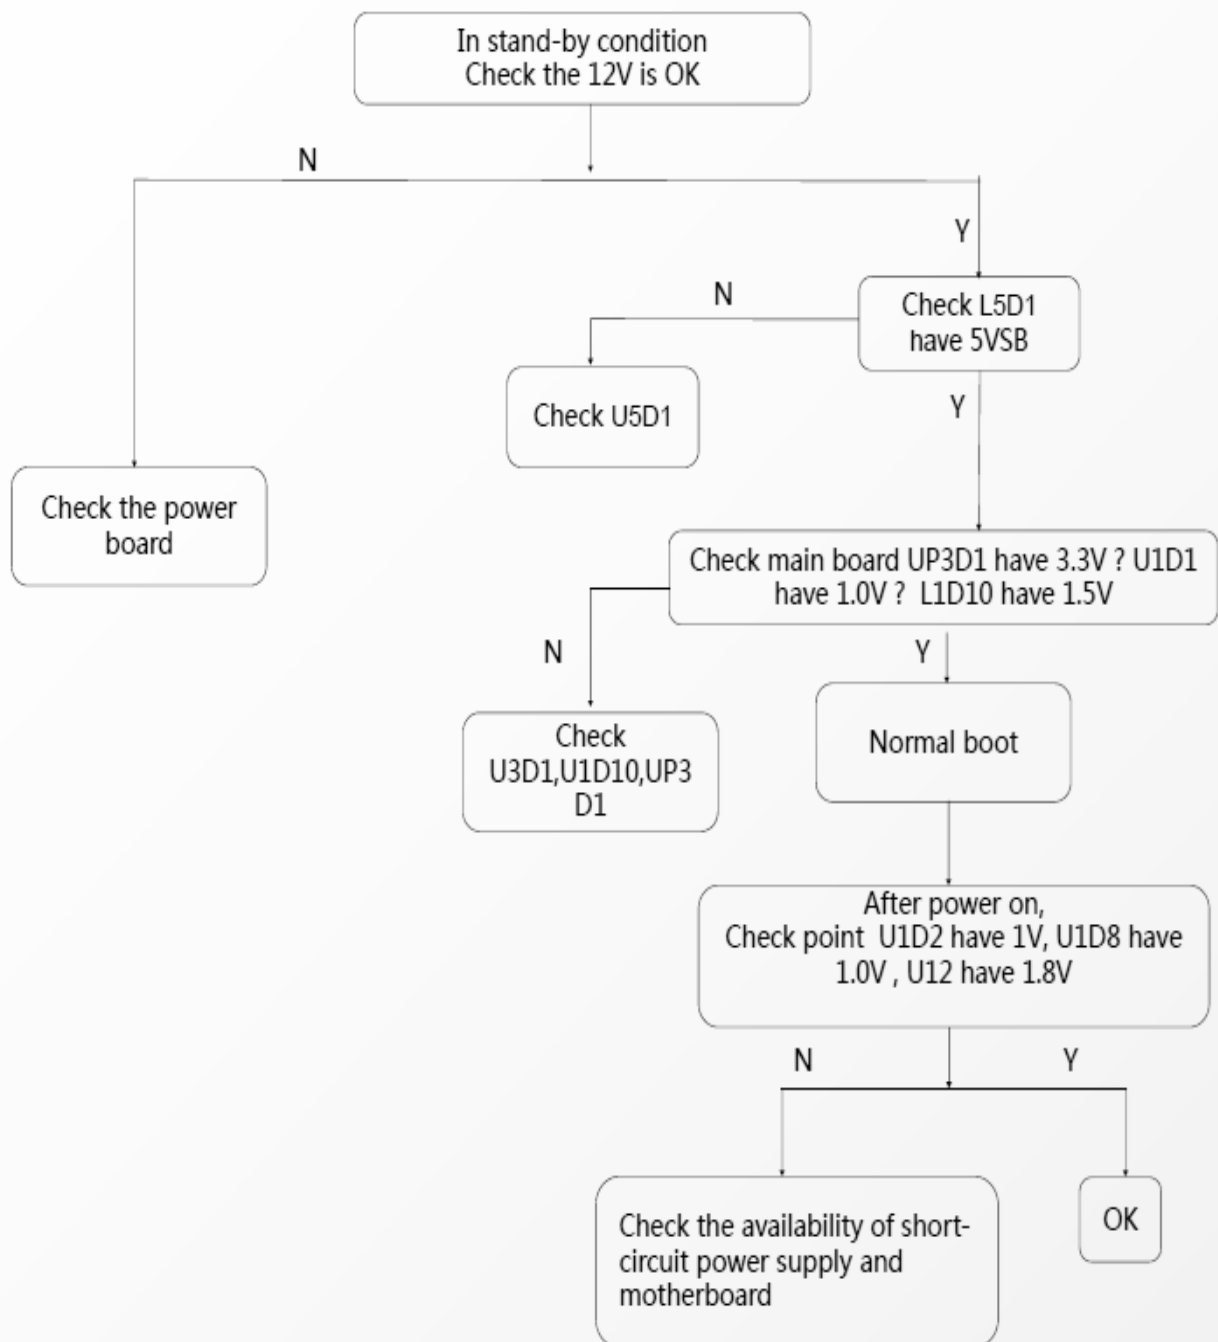 In stand-by condition
Check the 12V is OK
N
Y
Check L5D1
have 5VSB
N
Check U5D1
Y
Check the power
board
Check main board UP3D1 have 3.3V ? U1D1
have 1.0V ? L1D10 have 1.5V
N
Y
Check
U3D1,U1D10,UP3
D1
Normal boot
After power on,
Check point U1D2 have 1V, U1D8 have
1.0V , U12 have 1.8V
N
Y
Check the availability of short-
circuit power supply and
motherboard
OK